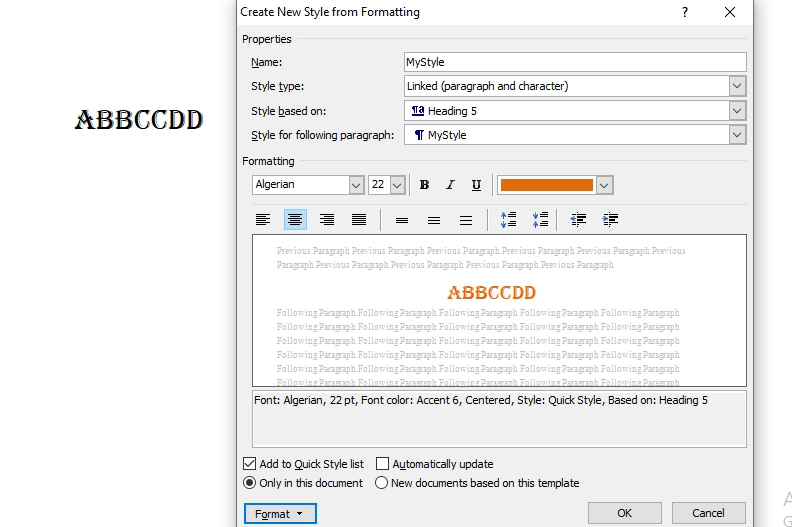 Create New Style from Formatting ?
Properties
Name: MyStyle
Style type: Linked (paragraph and character)
ABBCCDD
Style based on: ¶a Heading 5
Style for following paragraph: ¶ MyStyle
Formatting
Algerian 22 B I U
Previous Paragraph Previous Paragraph Previous Paragraph Previous Paragraph Previous Paragraph Previous
Paragraph Previous Paragraph Previous Paragraph Previous Paragraph Previous Paragraph
ABBCCDD
Following Paragraph Following Paragraph Following Paragraph Following Paragraph Following Paragraph
Following Paragraph Following Paragraph Following Paragraph Following Paragraph Following Paragraph
Following Paragraph Following Paragraph Following Paragraph Following Paragraph Following Paragraph
Following Paragraph Following Paragraph Following Paragraph Following Paragraph Following Paragraph
Following Paragraph Following Paragraph Following Paragraph Following Paragraph Following Paragraph
Following Paragraph Following Paragraph Following Paragraph Following Paragraph Following Paragraph
Font: Algerian, 22 pt, Font color: Accent 6, Centered, Style: Quick Style, Based on: Heading 5
Add to Quick Style list Automatically update
Only in this document New documents based on this template
Format OK Cancel